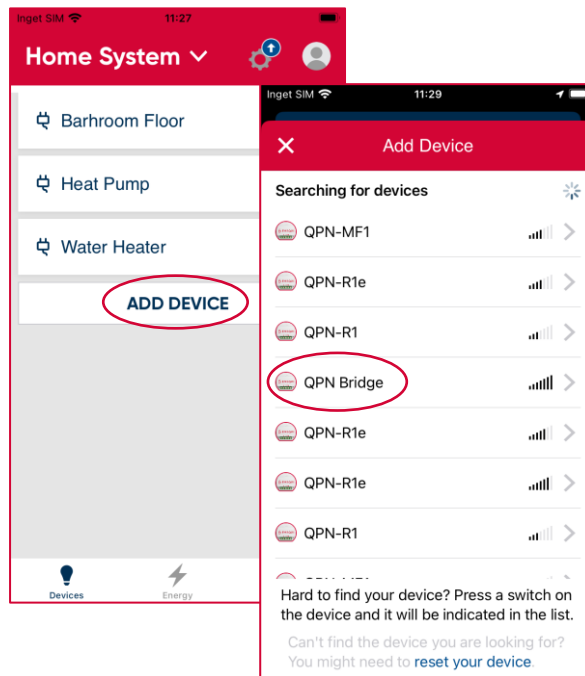 Inget SIM 11:27
Home System
Barhroom Floor
Heat Pump
Water Heater
ADD DEVICE
Devices
Energy
Inget SIM 11:29
Add Device
Searching for devices
QPN-MF1
QPN-R1e
QPN-R1
QPN Bridge
QPN-R1e
QPN-R1e
QPN-R1
Hard to find your device? Press a switch on
the device and it will be indicated in the list.
Can't find the device you are looking for?
You might need to reset your device.